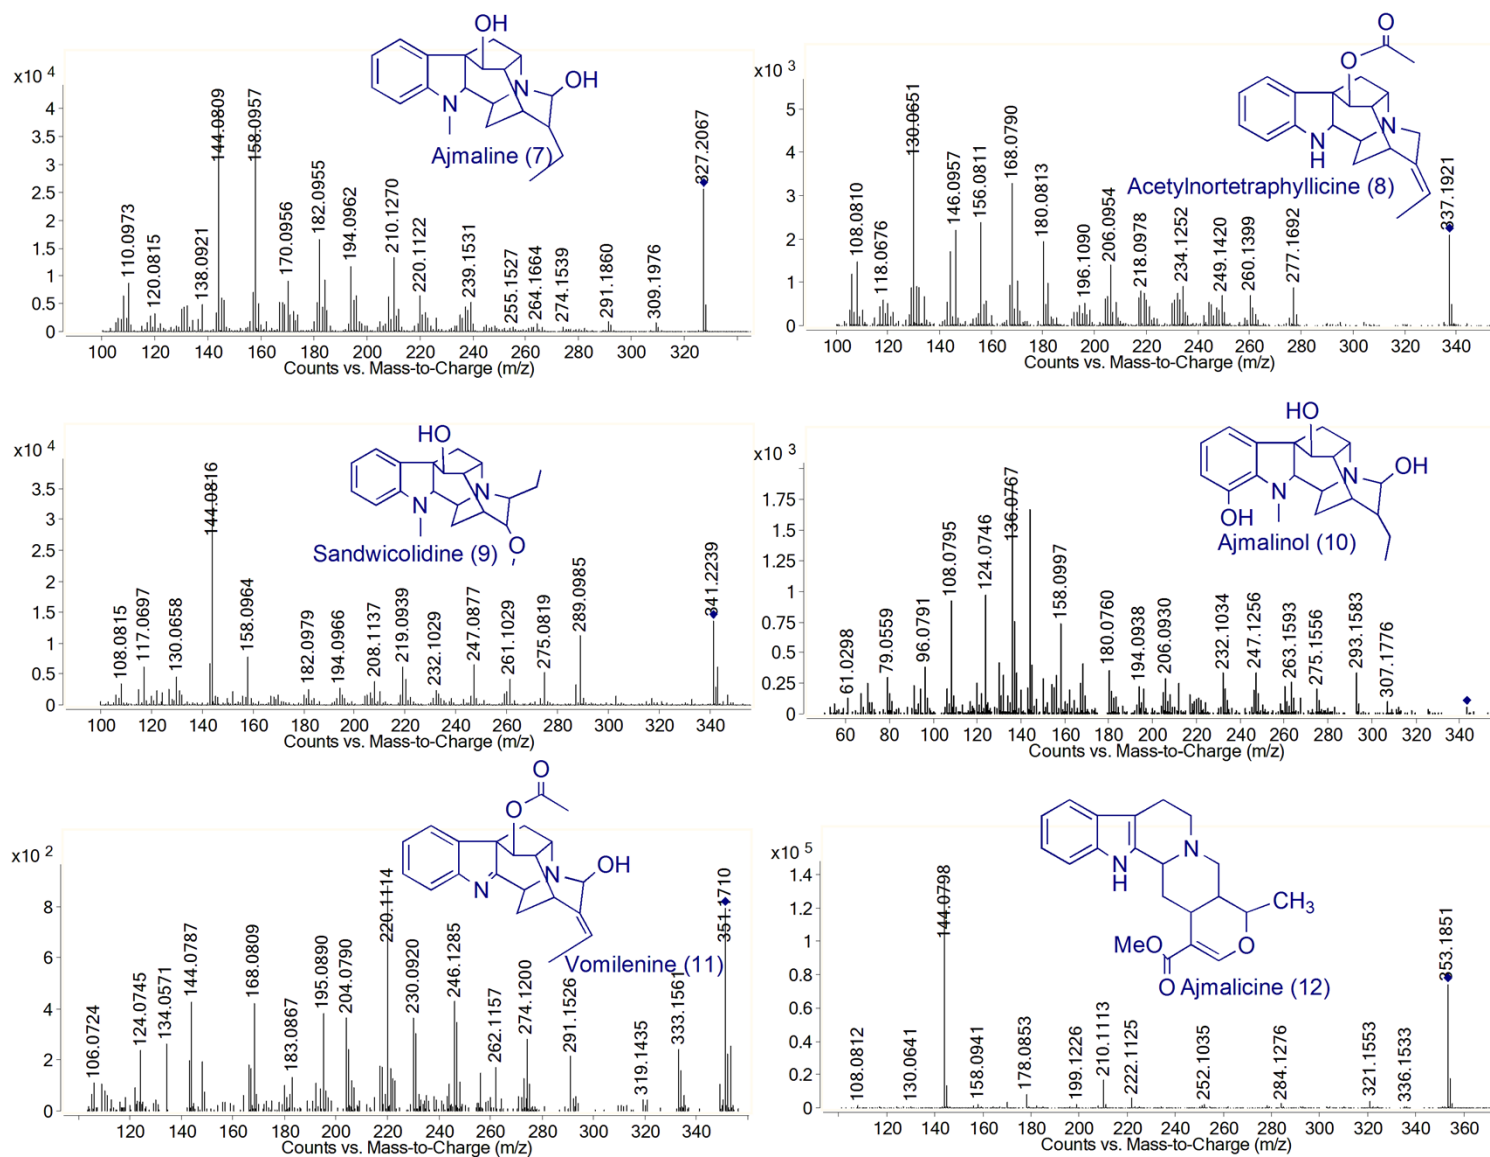 OH
OH
N
N
Ajmaline (7)
x10 4
4
3.5
3
2.5
2
1.5
1
0.5
0
110.0973
120.0815
138.0921
144.0809
158.0957
170.0956
182.0955
194.0962
210.1270
220.1122
239.1531
255.1527
264.1664
274.1539
291.1860
309.1976
327.2067
100 120 140 160 180 200 220 240 260 280 300 320
Counts vs. Mass-to-Charge (m/z)
O
O
N
N
H
Acetylnortetraphyllicine (8)
x10 3
5
4
3
2
1
0
108.0810
118.0676
130.0651
146.0957
156.0811
168.0790
180.0813
196.1090
206.0954
218.0978
234.1252
249.1420
260.1399
277.1692
337.1921
100 120 140 160 180 200 220 240 260 280 300 320 340
Counts vs. Mass-to-Charge (m/z)
HO
N
N
O
Sandwicolidine (9)
x10 4
3.5
3
2.5
2
1.5
1
0.5
0
108.0815
117.0697
130.0658
144.0816
158.0964
182.0979
194.0966
208.1137
219.0939
232.1029
247.0877
261.1029
275.0819
289.0985
341.2239
100 120 140 160 180 200 220 240 260 280 300 320 340
Counts vs. Mass-to-Charge (m/z)
HO
OH
N
N
OH
Ajmalinol (10)
x10 3
1.75
1.5
1.25
1
0.75
0.5
0.25
0
61.0298
79.0559
96.0791
108.0795
124.0746
136.0767
158.0997
180.0760
194.0938
206.0930
232.1034
247.1256
263.1593
275.1556
293.1583
307.1776
60 80 100 120 140 160 180 200 220 240 260 280 300 320 340
Counts vs. Mass-to-Charge (m/z)
O
O
OH
N
N
Vomilenine (11)
x10 2
8
6
4
2
0
106.0724
124.0745
134.0571
144.0787
168.0809
183.0867
195.0890
204.0790
220.1114
230.0920
246.1285
262.1157
274.1200
291.1526
319.1435
333.1561
351.1710
120 140 160 180 200 220 240 260 280 300 320 340
Counts vs. Mass-to-Charge (m/z)
N
N
H
CH3
MeO
O
O
Ajmalicine (12)
x10 5
1.4
1.2
1
0.8
0.6
0.4
0.2
0
108.0812
130.0641
144.0798
158.0941
178.0853
199.1226
210.1113
222.1125
252.1035
284.1276
321.1553
336.1533
353.1851
120 140 160 180 200 220 240 260 280 300 320 340 360
Counts vs. Mass-to-Charge (m/z)